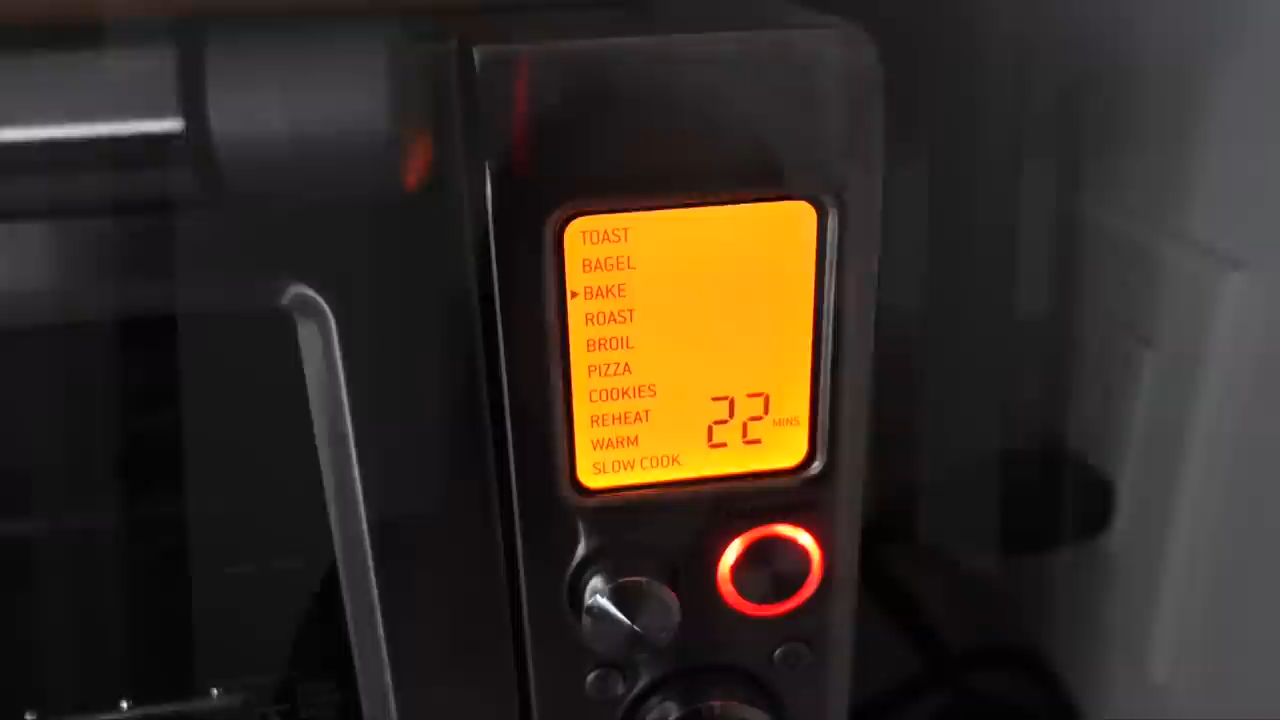 TOAST
BAGEL
BAKE
ROAST
BROIL
PIZZA
COOKIES
REHEAT
WARM
SLOW COOK
22 MINS